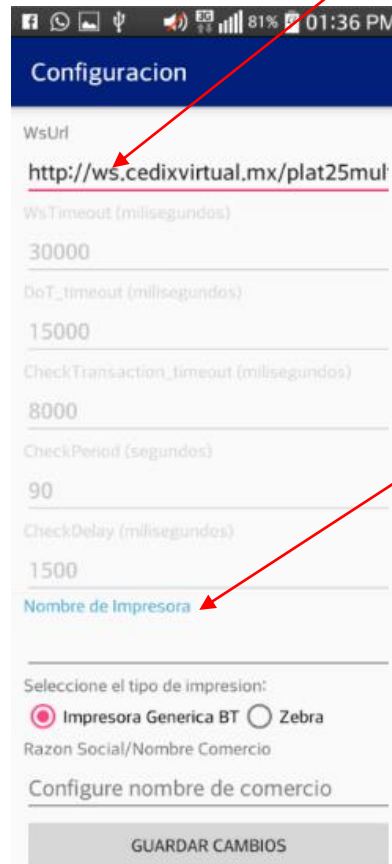 3G 81% 01:36 PM
Configuracion
WsUrl
http://ws.cedixvirtual.mx/plat25mul
WsTimeout (milisegundos)
30000
DoT_timeout (milisegundos)
15000
CheckTransaction_timeout (milisegundos)
8000
CheckPeriod (segundos)
90
CheckDelay (milisegundos)
1500
Nombre de Impresora
Seleccione el tipo de impresion:
Impresora Generica BT Zebra
Razon Social/Nombre Comercio
Configure nombre de comercio
GUARDAR CAMBIOS